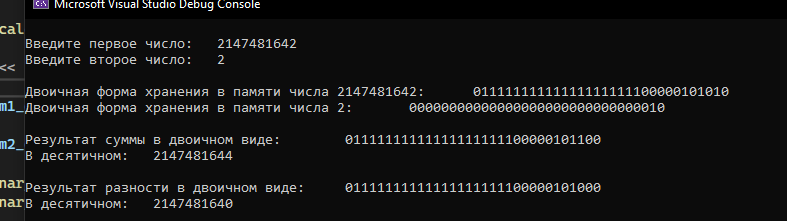 Microsoft Visual Studio Debug Console
cal
Введите первое число: 2147481642
Введите второе число: 2
<<
Двоичная форма хранения в памяти числа 2147481642: 01111111111111111111100000101010
m1_
Двоичная форма хранения в памяти числа 2: 00000000000000000000000000000010
Результат суммы в двоичном виде: 01111111111111111111100000101100
m2_
В десятичном: 2147481644
nar
Результат разности в двоичном виде: 01111111111111111111100000101000
nar
В десятичном: 2147481640